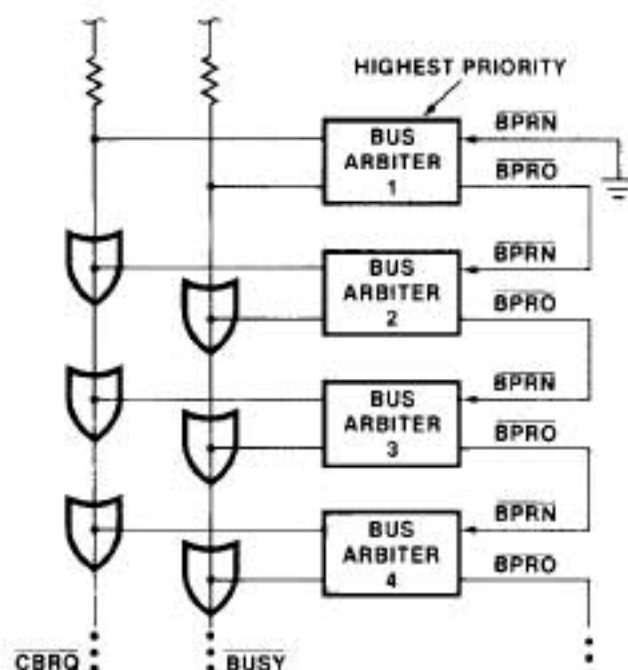 HIGHEST PRIORITY
BUS
ARBITER
1
BPRN
BPRO
BUS
ARBITER
2
BPRN
BPRO
BUS
ARBITER
3
BPRN
BPRO
BUS
ARBITER
4
BPRN
BPRO
CBRQ
BUSY